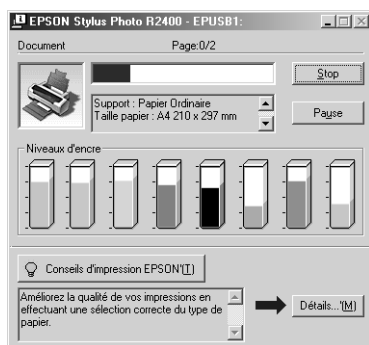 EPSON Stylus Photo R2400 - EPUSB1:
Document Page:0/2
Stop
Support : Papier Ordinaire
Taille papier : A4 210 x 297 mm
Pause
Niveaux d'encre
Conseils d'impression EPSON'(T)
Améliorez la qualité de vos impressions en
effectuant une sélection correcte du type de
papier.
Détails...'(M)